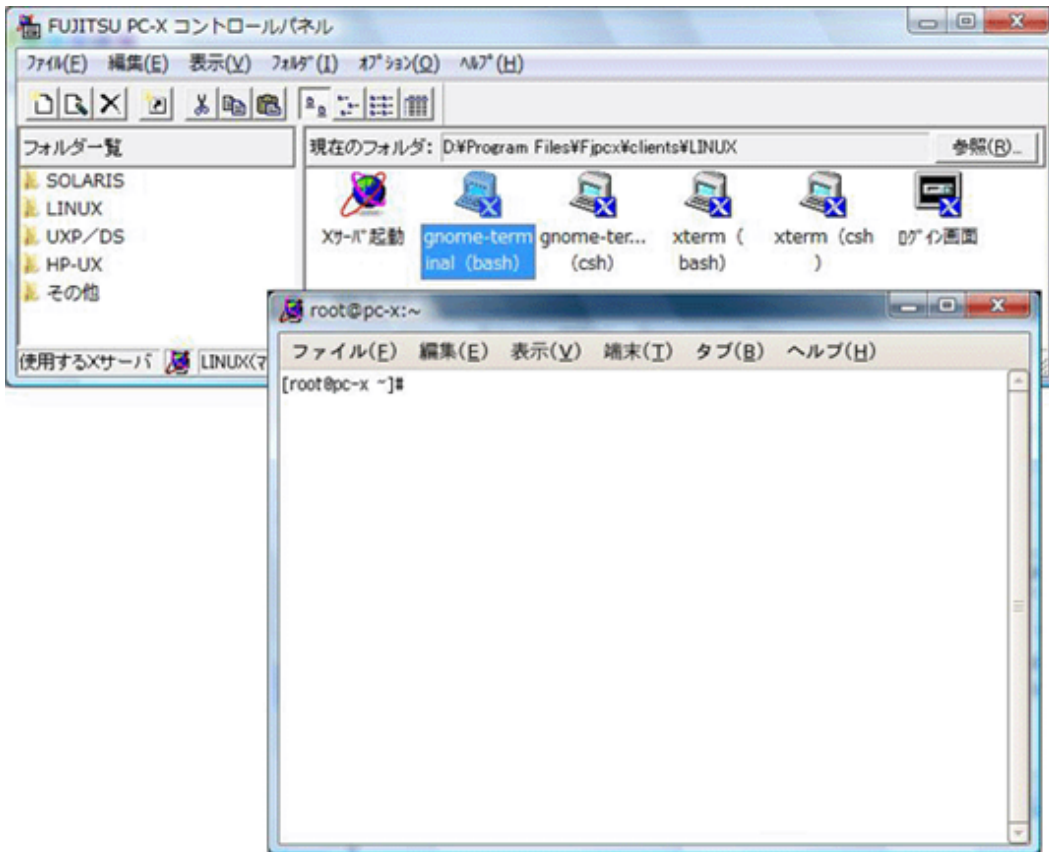 FUJITSU PC-X コントロールパネル
ファイル(F) 編集(E) 表示(V) フォルダ(I) オプション(O) ヘルプ(H)
フォルダ一覧
現在のフォルダ: D:¥Program Files¥Fjpcx¥clients¥LINUX 参照(R)...
SOLARIS
LINUX
UXP/DS
HP-UX
その他
Xサーバ起動
gnome-term
inal (bash)
gnome-ter...
(csh)
xterm (
bash)
xterm (csh
)
ログイン画面
使用するXサーバ LINUX(マ
root@pc-x:~
ファイル(F) 編集(E) 表示(V) 端末(T) タブ(B) ヘルプ(H)
[root@pc-x ~]#